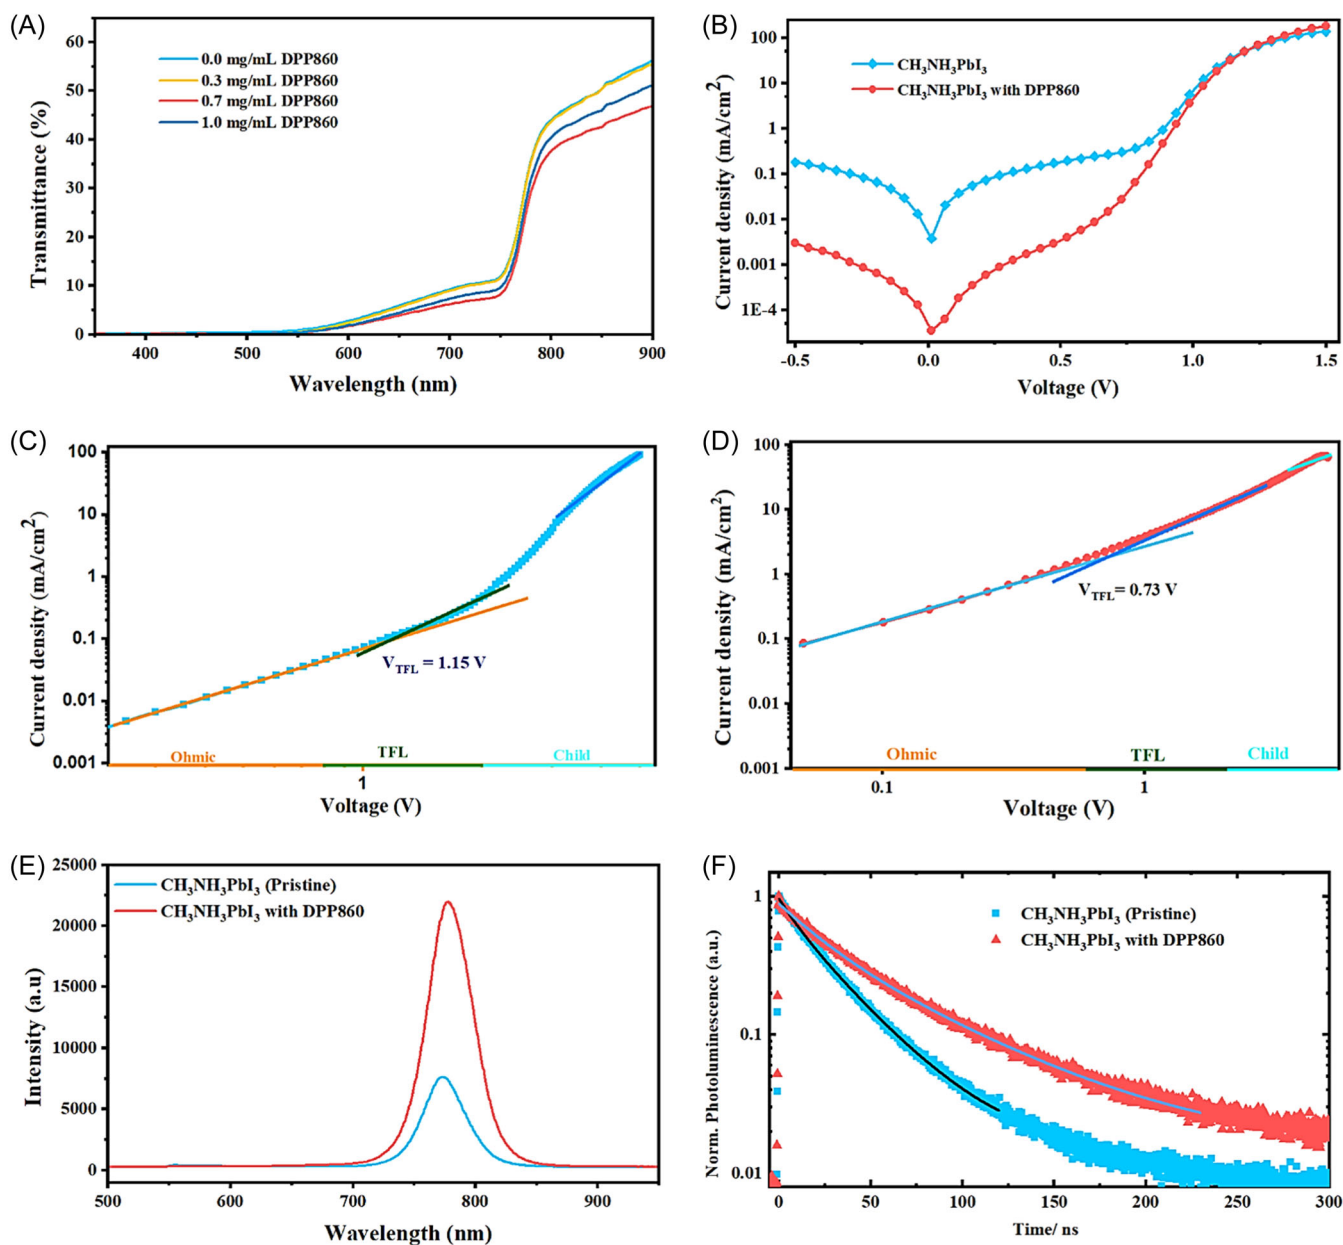 (A)
60
50
40
30
20
10
0
Transmittance (%)
0.0 mg/mL DPP860
0.3 mg/mL DPP860
0.7 mg/mL DPP860
1.0 mg/mL DPP860
400 500 600 700 800 900
Wavelength (nm)
(B)
100
10
1
0.1
0.01
0.001
1E-4
Current density (mA/cm²)
CH₃NH₃PbI₃
CH₃NH₃PbI₃ with DPP860
-0.5 0.0 0.5 1.0 1.5
Voltage (V)
(C)
100
10
1
0.1
0.01
0.001
Current density (mA/cm²)
V_TFL = 1.15 V
Ohmic TFL Child
1
Voltage (V)
(D)
100
10
1
0.1
0.01
0.001
Current density (mA/cm²)
V_TFL = 0.73 V
Ohmic TFL Child
0.1 1
Voltage (V)
(E)
25000
20000
15000
10000
5000
0
Intensity (a.u)
CH₃NH₃PbI₃ (Pristine)
CH₃NH₃PbI₃ with DPP860
500 600 700 800 900
Wavelength (nm)
(F)
1
0.1
0.01
Norm. Photoluminescence (a.u.)
CH₃NH₃PbI₃ (Pristine)
CH₃NH₃PbI₃ with DPP860
0 50 100 150 200 250 300
Time/ ns